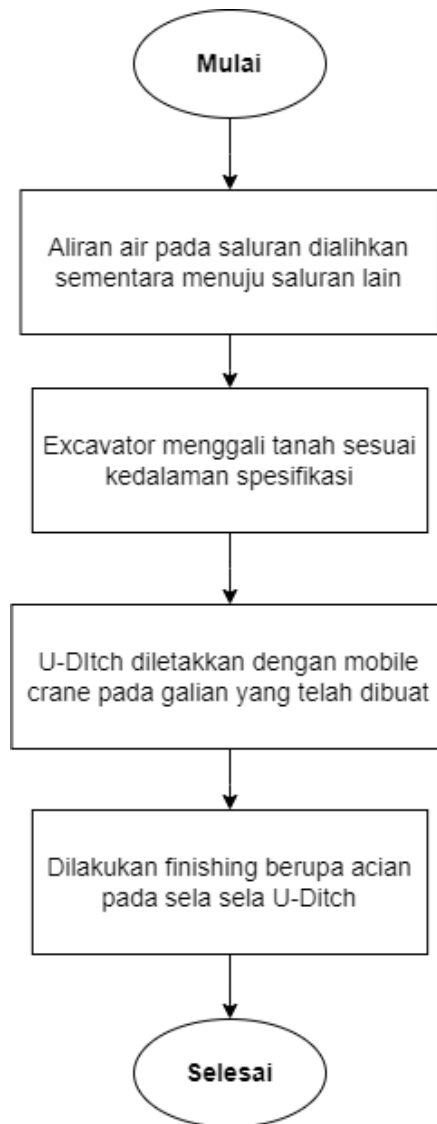 Mulai
Aliran air pada saluran dialihkan
sementara menuju saluran lain
Excavator menggali tanah sesuai
kedalaman spesifikasi
U-DItch diletakkan dengan mobile
crane pada galian yang telah dibuat
Dilakukan finishing berupa acian
pada sela sela U-Ditch
Selesai